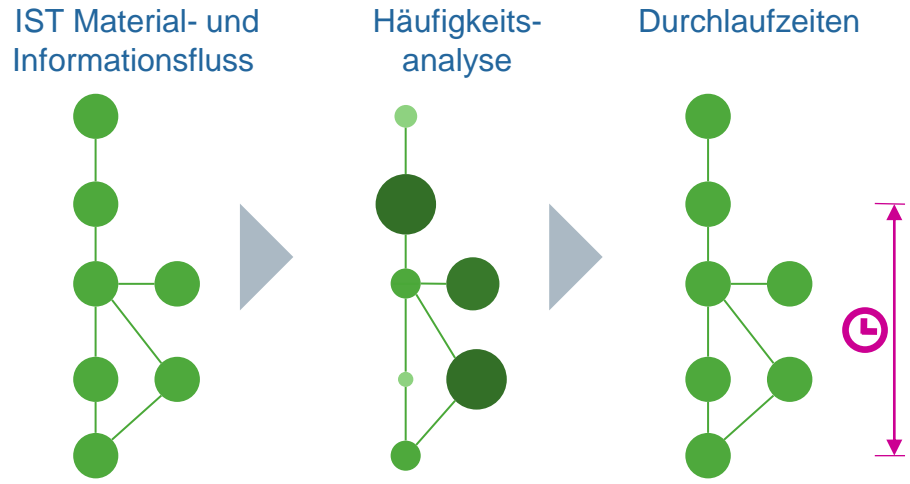 IST Material- und
Informationsfluss
Häufigkeits-
analyse
Durchlaufzeiten